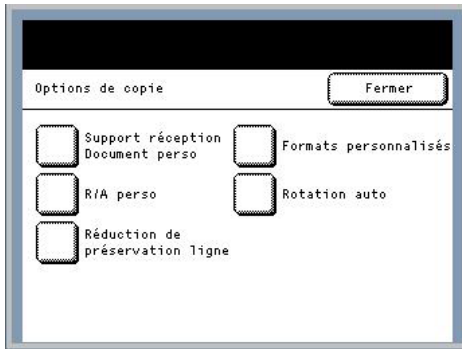 Options de copie
Fermer
Support réception
Document perso
Formats personnalisés
R/A perso
Rotation auto
Réduction de
préservation ligne